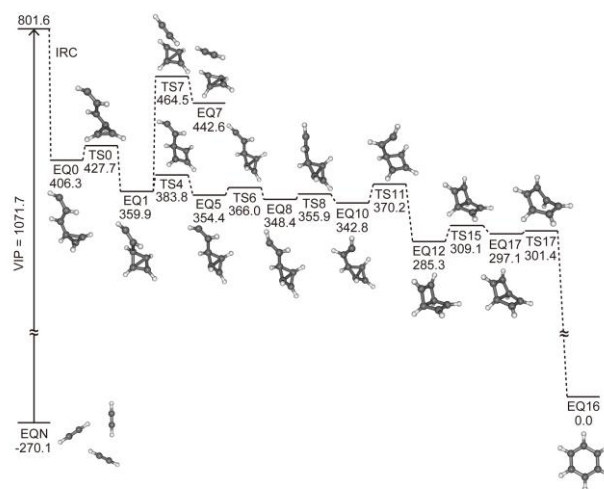 801.6
IRC
TS7
464.5
EQ7
442.6
TS0
427.7
EQ0
406.3
TS4
383.8
EQ1
359.9
EQ5
354.4
TS6
366.0
EQ8
348.4
TS8
355.9
EQ10
342.8
TS11
370.2
EQ12
285.3
TS15
309.1
EQ17
297.1
TS17
301.4
VIP = 1071.7
≈
≈
EQN
-270.1
EQ16
0.0